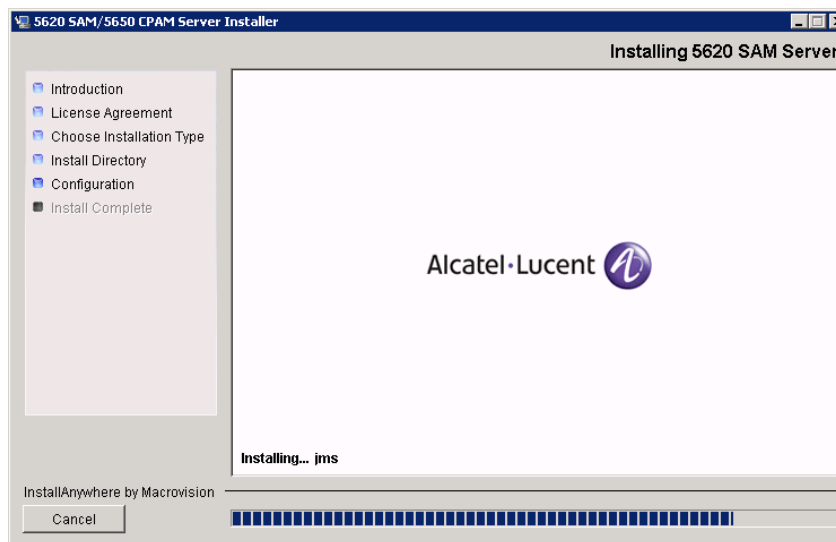 5620 SAM/5650 CPAM Server Installer
Installing 5620 SAM Server
Introduction
License Agreement
Choose Installation Type
Install Directory
Configuration
Install Complete
Alcatel·Lucent
Installing... jms
InstallAnywhere by Macrovision
Cancel